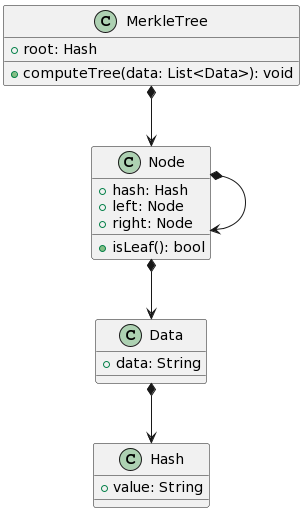 C MerkleTree
root: Hash
computeTree(data: List<Data>): void
C Node
hash: Hash
left: Node
right: Node
isLeaf(): bool
C Data
data: String
C Hash
value: String